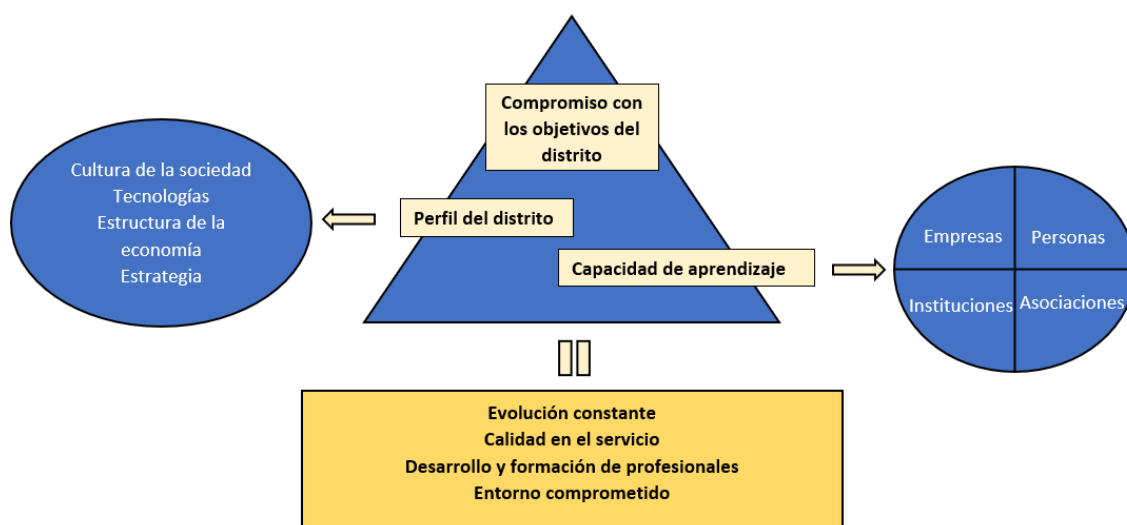 Compromiso con
los objetivos del
distrito
Cultura de la sociedad
Tecnologías
Estructura de la
economía
Estrategia
Perfil del distrito
Capacidad de aprendizaje
Empresas
Personas
Instituciones
Asociaciones
Evolución constante
Calidad en el servicio
Desarrollo y formación de profesionales
Entorno comprometido